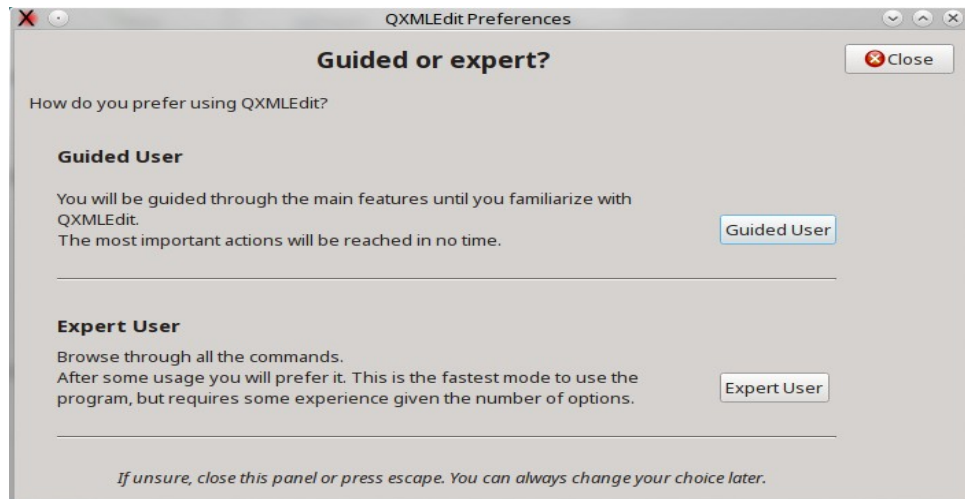 QXMLEdit Preferences
Guided or expert?
Close
How do you prefer using QXMLEdit?
Guided User
You will be guided through the main features until you familiarize with
QXMLEdit.
The most important actions will be reached in no time.
Guided User
Expert User
Browse through all the commands.
After some usage you will prefer it. This is the fastest mode to use the
program, but requires some experience given the number of options.
Expert User
If unsure, close this panel or press escape. You can always change your choice later.